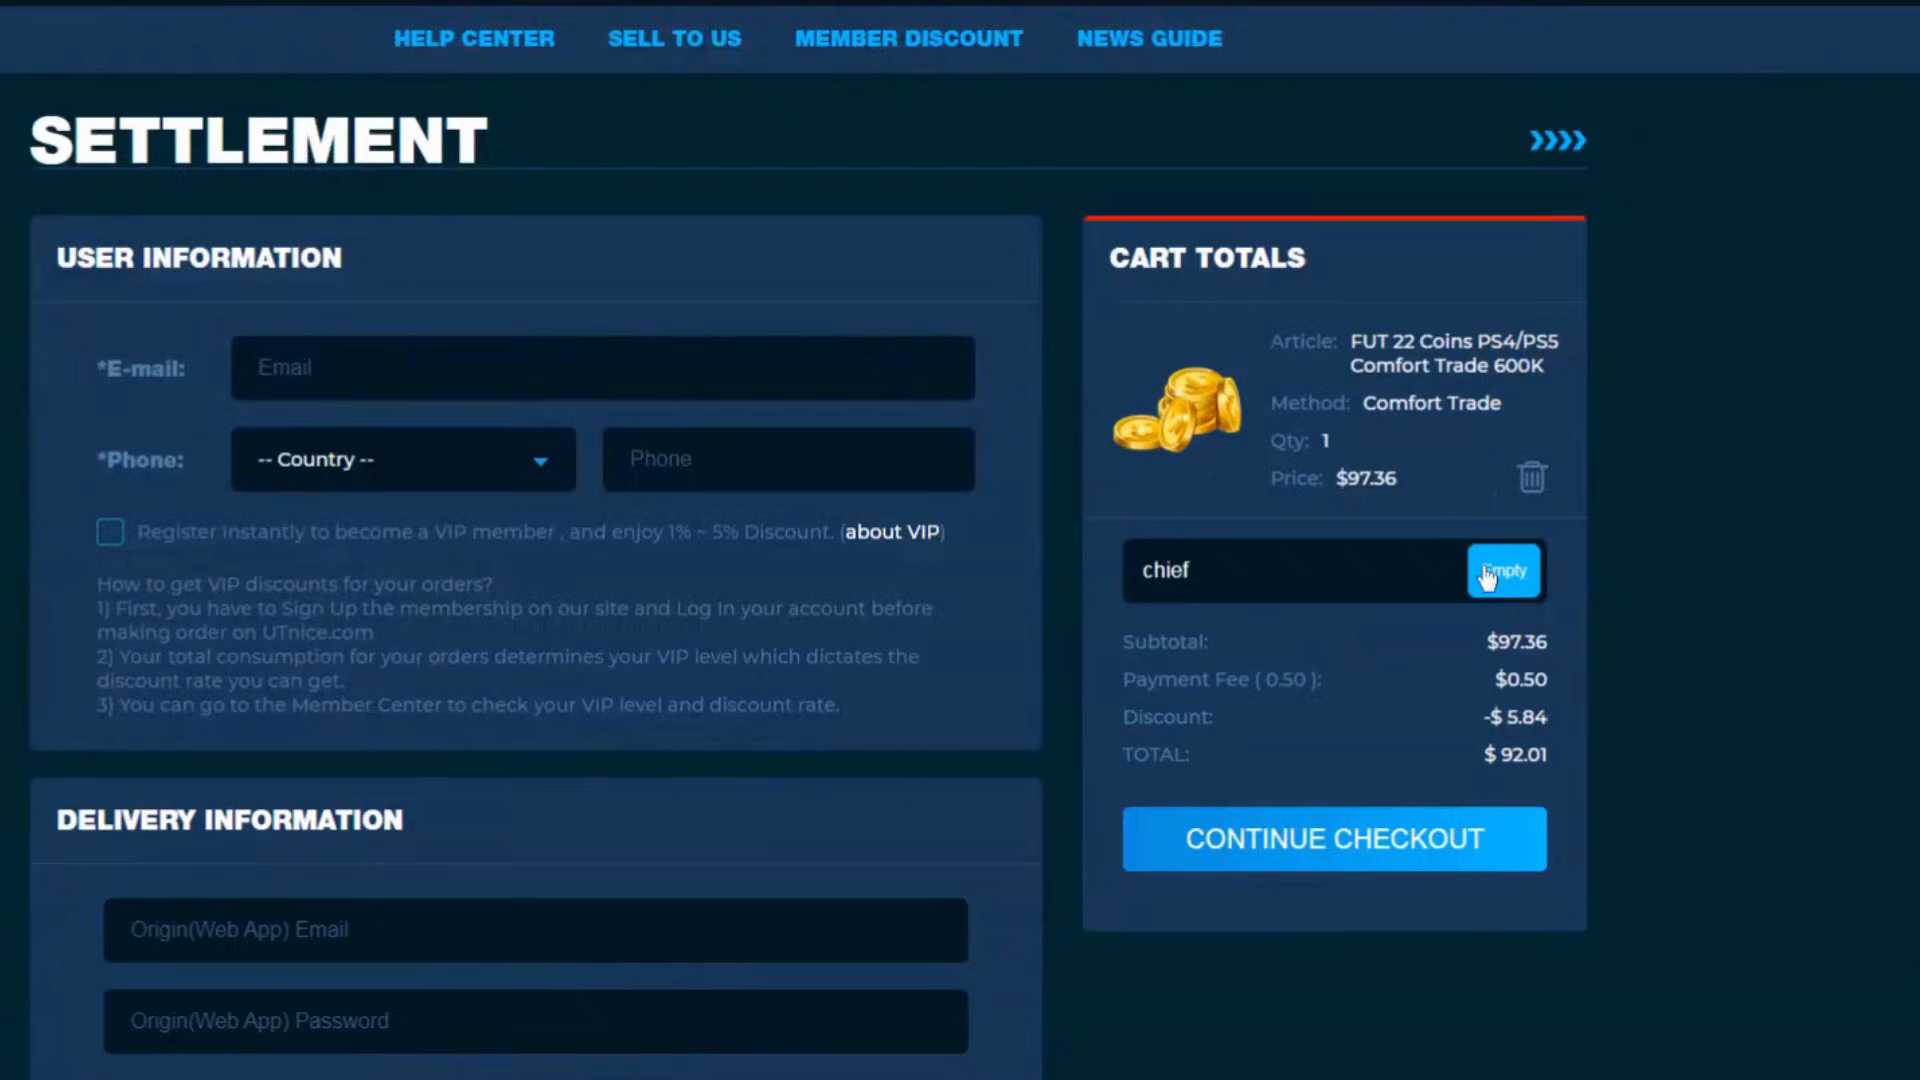 HELP CENTER SELL TO US MEMBER DISCOUNT NEWS GUIDE
SETTLEMENT
USER INFORMATION
*E-mail: Email
*Phone: -- Country -- Phone
Register instantly to become a VIP member , and enjoy 1% ~ 5% Discount. (about VIP)
How to get VIP discounts for your orders?
1) First, you have to Sign Up the membership on our site and Log In your account before
making order on UTnice.com
2) Your total consumption for your orders determines your VIP level which dictates the
discount rate you can get.
3) You can go to the Member Center to check your VIP level and discount rate.
DELIVERY INFORMATION
Origin(Web App) Email
Origin(Web App) Password
CART TOTALS
Article: FUT 22 Coins PS4/PS5
Comfort Trade 600K
Method: Comfort Trade
Qty: 1
Price: $97.36
chief Empty
Subtotal: $97.36
Payment Fee ( 0.50 ): $0.50
Discount: -$ 5.84
TOTAL: $ 92.01
CONTINUE CHECKOUT